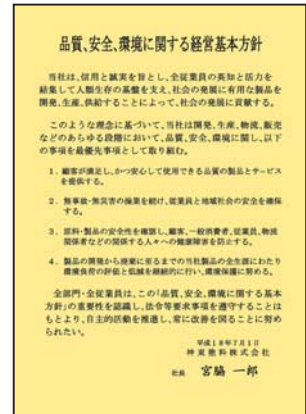 品質、安全、環境に関する経営基本方針
当社は、信用と誠実を旨とし、全従業員の英知と活力を
結集して人類生存の基盤を支え、社会の発展に有用な製品を
開発、生産、供給することによって、社会の発展に貢献する。
このような理念に基づいて、当社は開発、生産、物流、販売
などのあらゆる段階において、品質、安全、環境に関し、以下
の事項を最優先事項として取り組む。
1．顧客が満足し、かつ安心して使用できる品質の製品とサービス
を提供する。
2．無事故・無災害の操業を続け、従業員と地域社会の安全を確保
する。
3．原料・製品の安全性を確認し、顧客、一般消費者、従業員、物流
関係者などの関係する人々への健康障害を防止する。
4．製品の開発から廃棄に至るまでの当社製品の全生涯にわたり
環境負荷の評価と低減を継続的に行い、環境保護に努める。
全部門・全従業員は、この「品質、安全、環境に関する基本
方針」の重要性を認識し、法令等要求事項を遵守することは
もとより、自主的活動を推進し、常に改善を図ることに努め
られたい。
平成18年7月1日
神東塗料株式会社
社長 宮脇 一郎